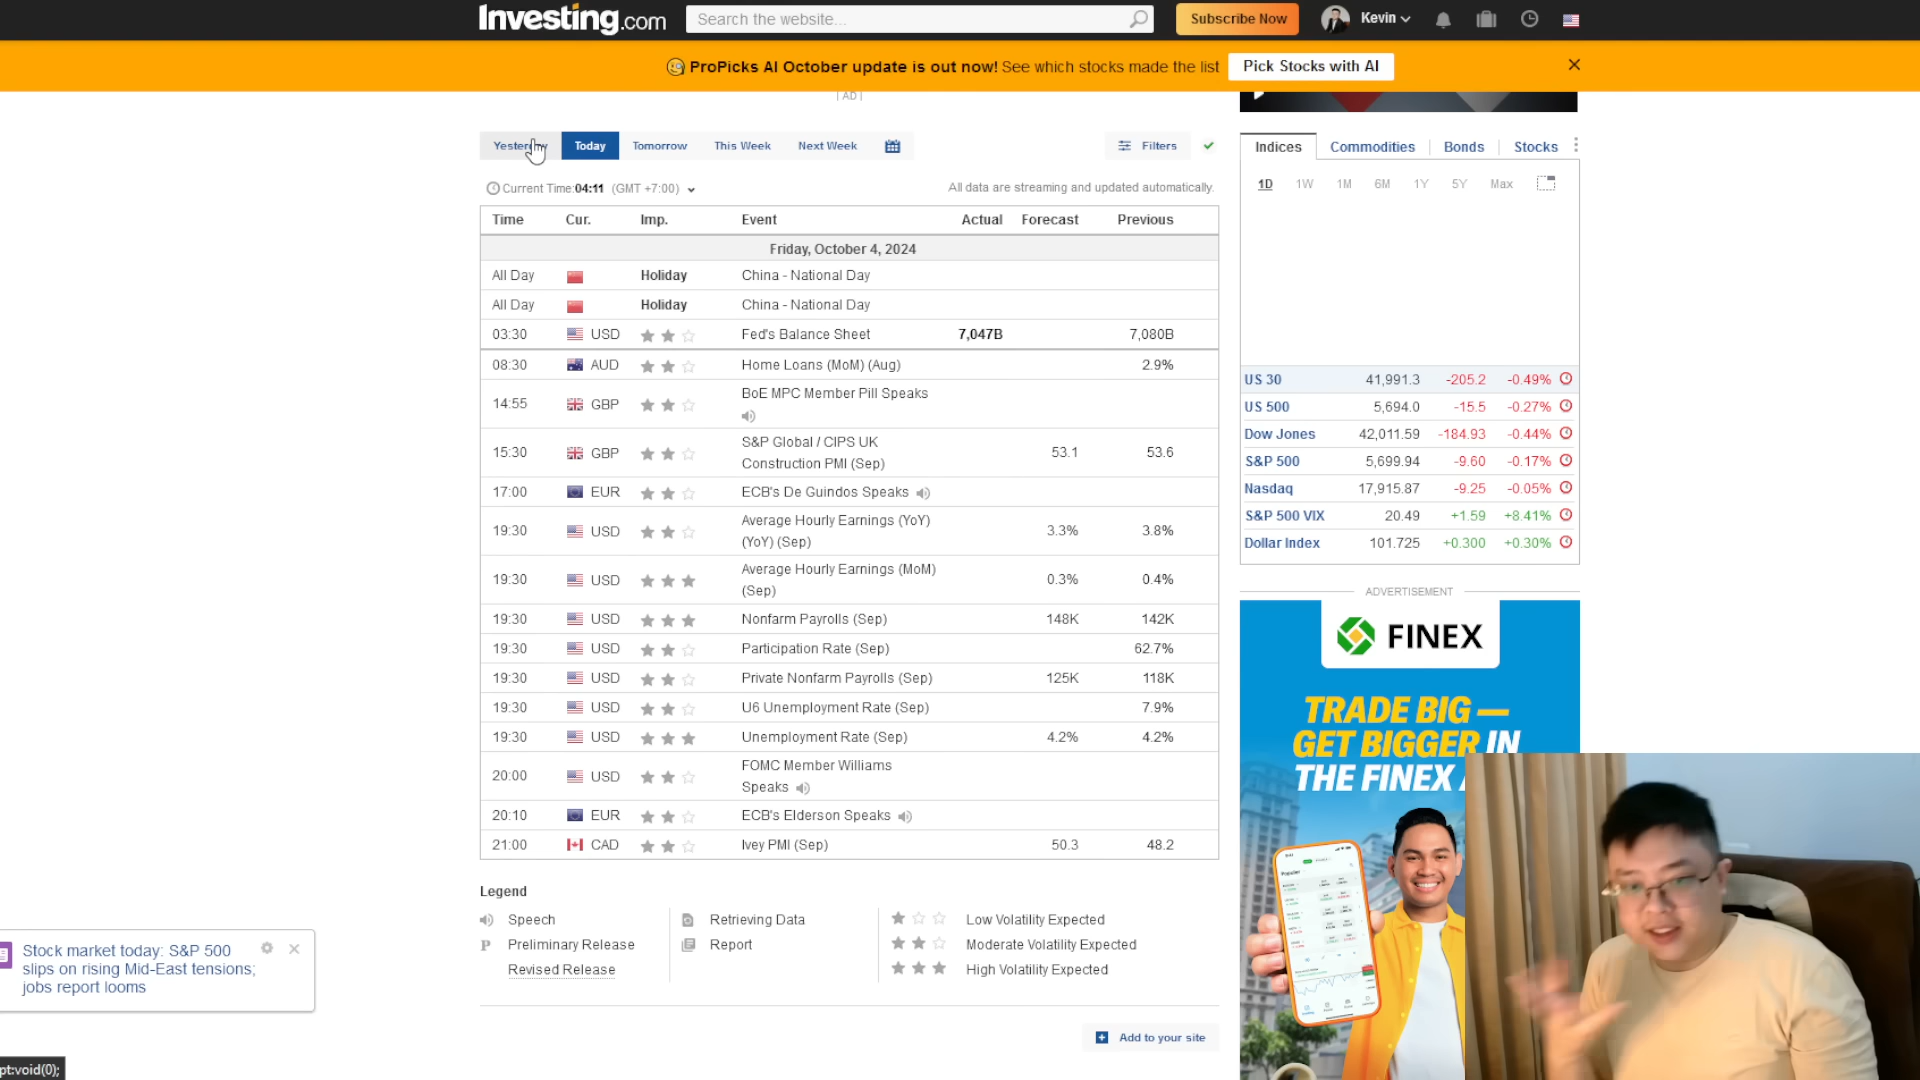 Investing.com
Search the website...
Subscribe Now
Kevin
ProPicks AI October update is out now! See which stocks made the list
Pick Stocks with AI
| AD |
Yesterday Today Tomorrow This Week Next Week
Filters
Current Time:04:11 (GMT +7:00)
All data are streaming and updated automatically.
Time Cur. Imp. Event Actual Forecast Previous
Friday, October 4, 2024
All Day Holiday China - National Day
All Day Holiday China - National Day
03:30 USD Fed's Balance Sheet 7,047B 7,080B
08:30 AUD Home Loans (MoM) (Aug) 2.9%
14:55 GBP BoE MPC Member Pill Speaks
15:30 GBP S&P Global / CIPS UK
Construction PMI (Sep) 53.1 53.6
17:00 EUR ECB's De Guindos Speaks
19:30 USD Average Hourly Earnings (YoY)
(YoY) (Sep) 3.3% 3.8%
19:30 USD Average Hourly Earnings (MoM)
(Sep) 0.3% 0.4%
19:30 USD Nonfarm Payrolls (Sep) 148K 142K
19:30 USD Participation Rate (Sep) 62.7%
19:30 USD Private Nonfarm Payrolls (Sep) 125K 118K
19:30 USD U6 Unemployment Rate (Sep) 7.9%
19:30 USD Unemployment Rate (Sep) 4.2% 4.2%
20:00 USD FOMC Member Williams
Speaks
20:10 EUR ECB's Elderson Speaks
21:00 CAD Ivey PMI (Sep) 50.3 48.2
Legend
Speech
Preliminary Release
Revised Release
Retrieving Data
Report
Low Volatility Expected
Moderate Volatility Expected
High Volatility Expected
Add to your site
Indices Commodities Bonds Stocks
1D 1W 1M 6M 1Y 5Y Max
US 30 41,991.3 -205.2 -0.49%
US 500 5,694.0 -15.5 -0.27%
Dow Jones 42,011.59 -184.93 -0.44%
S&P 500 5,699.94 -9.60 -0.17%
Nasdaq 17,915.87 -9.25 -0.05%
S&P 500 VIX 20.49 +1.59 +8.41%
Dollar Index 101.725 +0.300 +0.30%
ADVERTISEMENT
FINEX
TRADE BIG —
GET BIGGER IN
THE FINEX
Stock market today: S&P 500
slips on rising Mid-East tensions;
jobs report looms
pt:void(0);